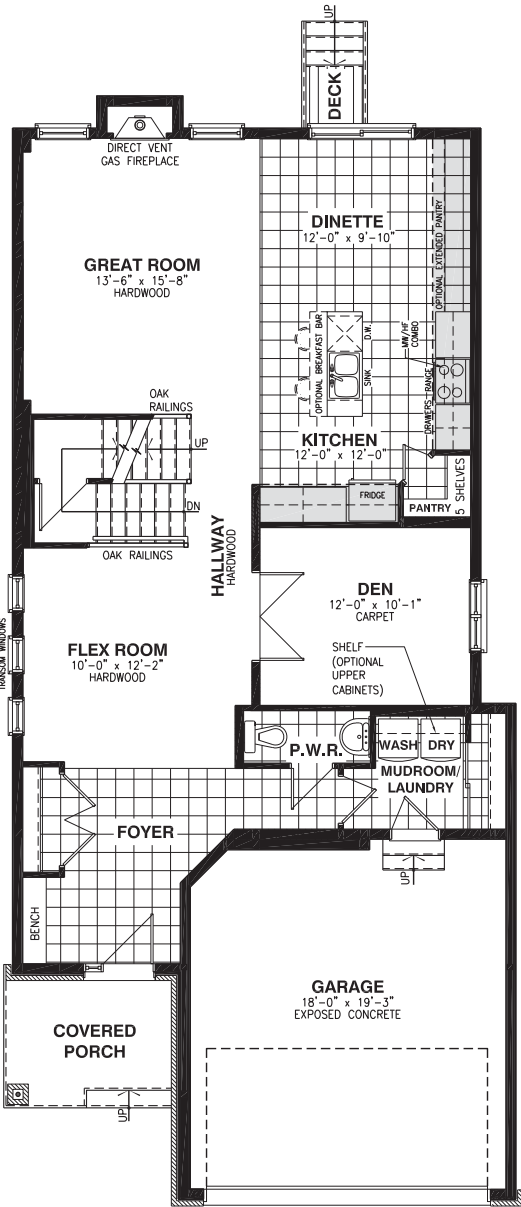 UP
DECK
DIRECT VENT
GAS FIREPLACE
DINETTE
12'-0" x 9'-10"
OPTIONAL EXTENDED PANTRY
GREAT ROOM
13'-6" x 15'-8"
HARDWOOD
OPTIONAL BREAKFAST BAR
D.W.
SINK
MW/HF
COMBO
RANGE
DRAWERS
OAK
RAILINGS
UP
KITCHEN
12'-0" x 12'-0"
DN
FRIDGE
PANTRY
5 SHELVES
OAK RAILINGS
HALLWAY
HARDWOOD
DEN
12'-0" x 10'-1"
CARPET
TRANSOM WINDOWS
FLEX ROOM
10'-0" x 12'-2"
HARDWOOD
SHELF
(OPTIONAL
UPPER
CABINETS)
P.W.R.
WASH
DRY
MUDROOM/
LAUNDRY
FOYER
UP
BENCH
GARAGE
18'-0" x 19'-3"
EXPOSED CONCRETE
COVERED
PORCH
UP